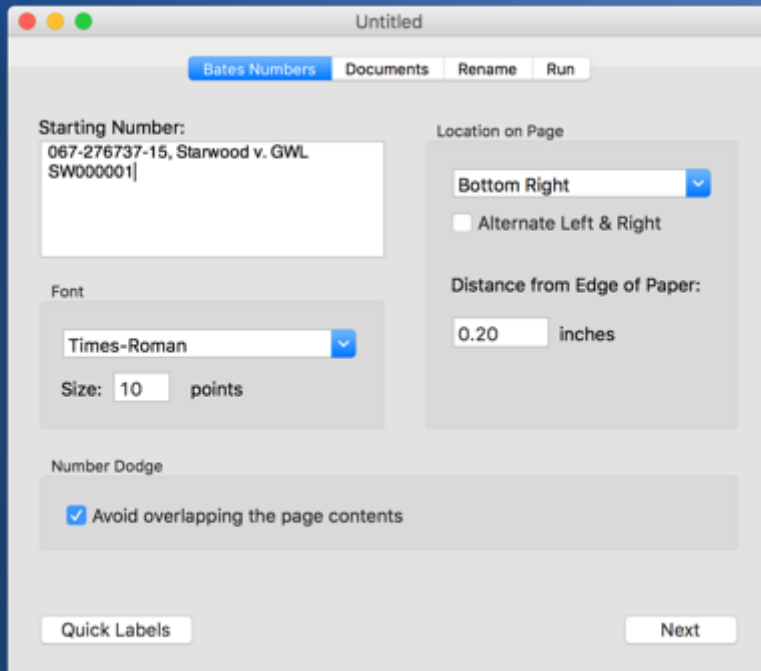 Untitled
Bates Numbers Documents Rename Run
Starting Number:
067-276737-15, Starwood v. GWL
SW000001
Font
Times-Roman
Size: 10 points
Location on Page
Bottom Right
Alternate Left & Right
Distance from Edge of Paper:
0.20 inches
Number Dodge
Avoid overlapping the page contents
Quick Labels
Next